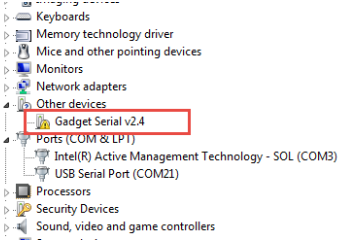 Imaging devices
Keyboards
Memory technology driver
Mice and other pointing devices
Monitors
Network adapters
Other devices
Gadget Serial v2.4
Ports (COM & LPT)
Intel(R) Active Management Technology - SOL (COM3)
USB Serial Port (COM21)
Processors
Security Devices
Sound, video and game controllers